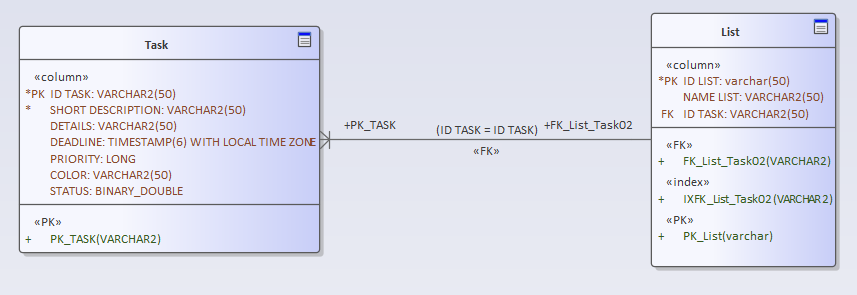 Task
«column»
*PK ID TASK: VARCHAR2(50)
* SHORT DESCRIPTION: VARCHAR2(50)
DETAILS: VARCHAR2(50)
DEADLINE: TIMESTAMP(6) WITH LOCAL TIME ZONE
PRIORITY: LONG
COLOR: VARCHAR2(50)
STATUS: BINARY_DOUBLE
«PK»
+ PK_TASK(VARCHAR2)
+PK_TASK
(ID TASK = ID TASK)
+FK_List_Task02
«FK»
List
«column»
*PK ID LIST: varchar(50)
NAME LIST: VARCHAR2(50)
FK ID TASK: VARCHAR2(50)
«FK»
+ FK_List_Task02(VARCHAR2)
«index»
+ IXFK_List_Task02(VARCHAR2)
«PK»
+ PK_List(varchar)